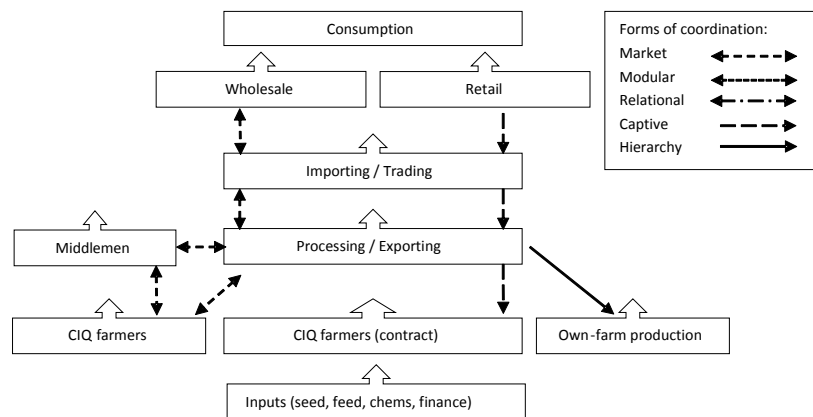 Consumption
Forms of coordination:
Market
Modular
Relational
Captive
Hierarchy
Wholesale
Retail
Importing / Trading
Middlemen
Processing / Exporting
CIQ farmers
CIQ farmers (contract)
Own-farm production
Inputs (seed, feed, chems, finance)